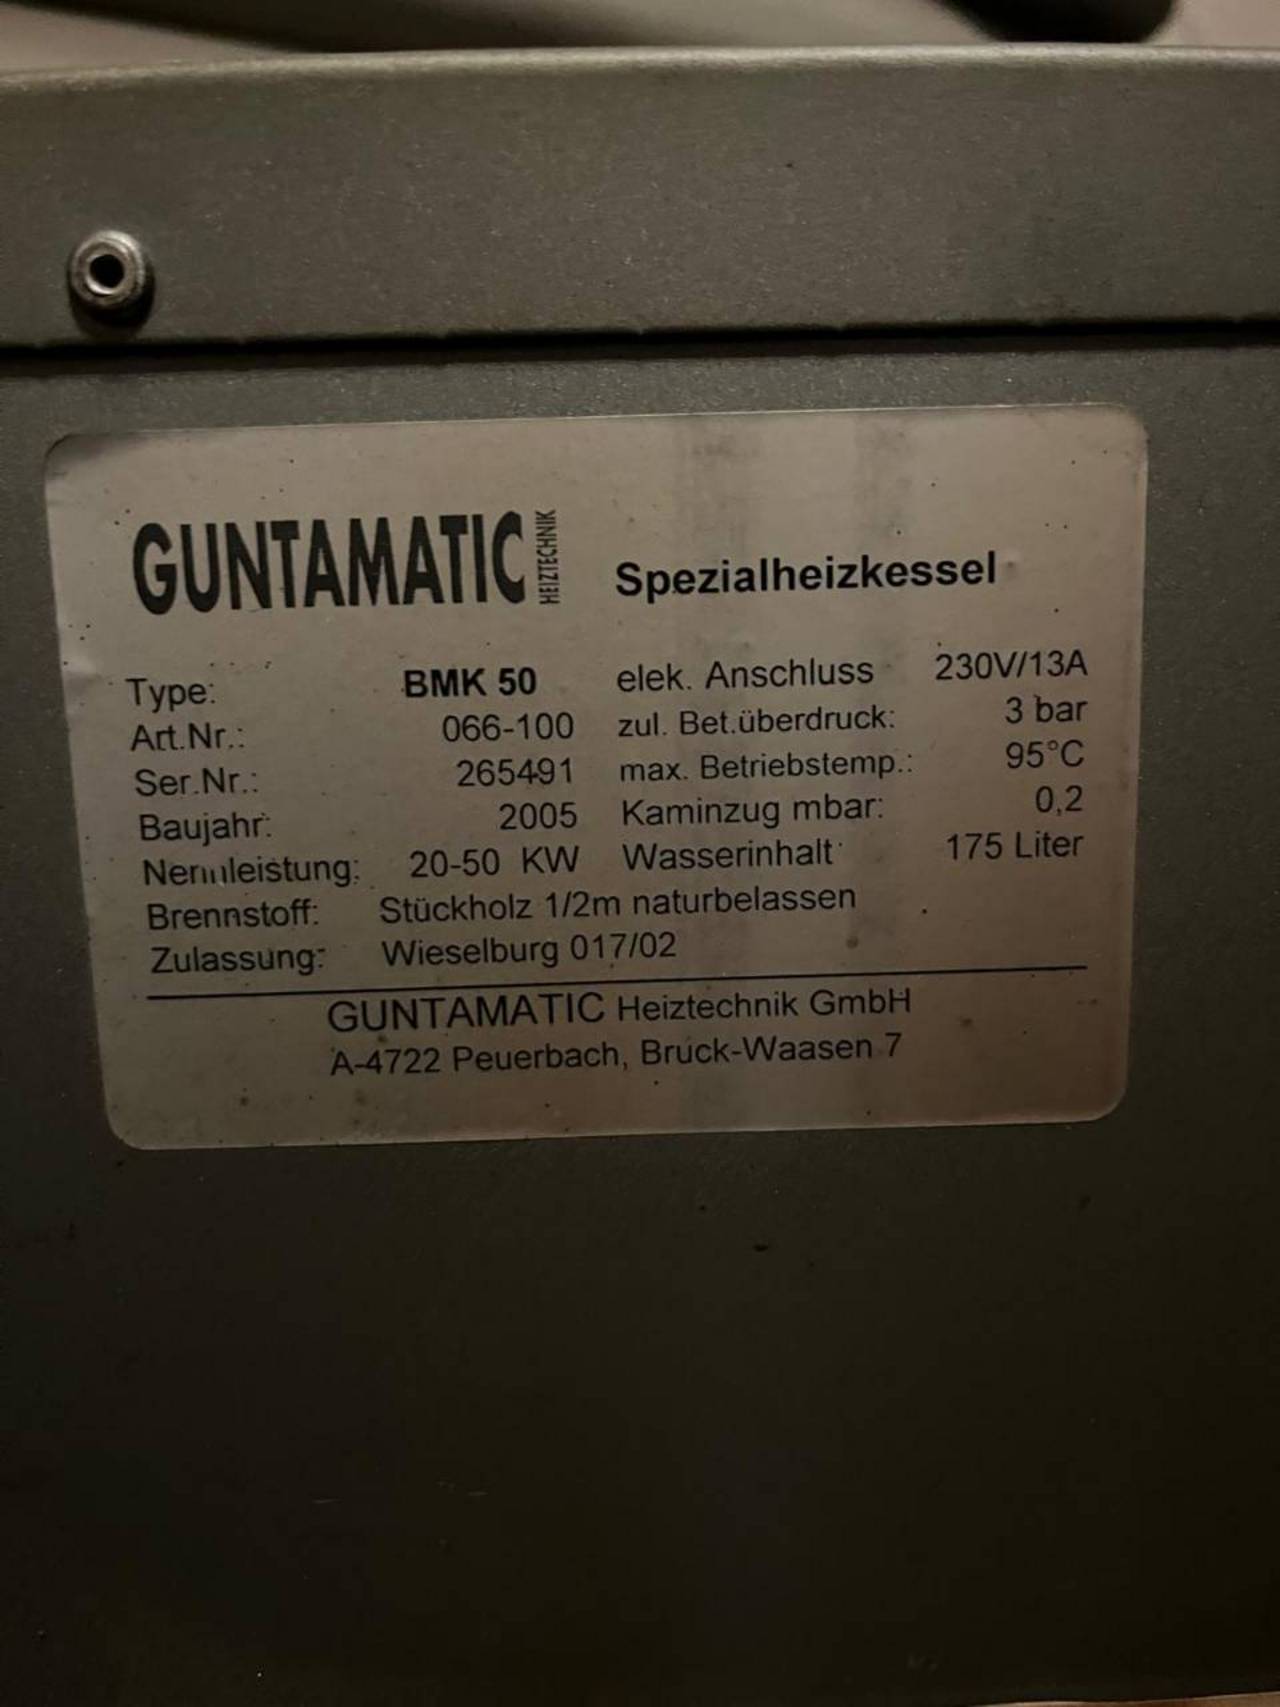 GUNTAMATIC HEIZTECHNIK Spezialheizkessel
Type: BMK 50 elek. Anschluss 230V/13A
Art.Nr.: 066-100 zul. Bet.überdruck: 3 bar
Ser.Nr.: 265491 max. Betriebstemp.: 95°C
Baujahr: 2005 Kaminzug mbar: 0,2
Nennleistung: 20-50 KW Wasserinhalt 175 Liter
Brennstoff: Stückholz 1/2m naturbelassen
Zulassung: Wieselburg 017/02
GUNTAMATIC Heiztechnik GmbH
A-4722 Peuerbach, Bruck-Waasen 7